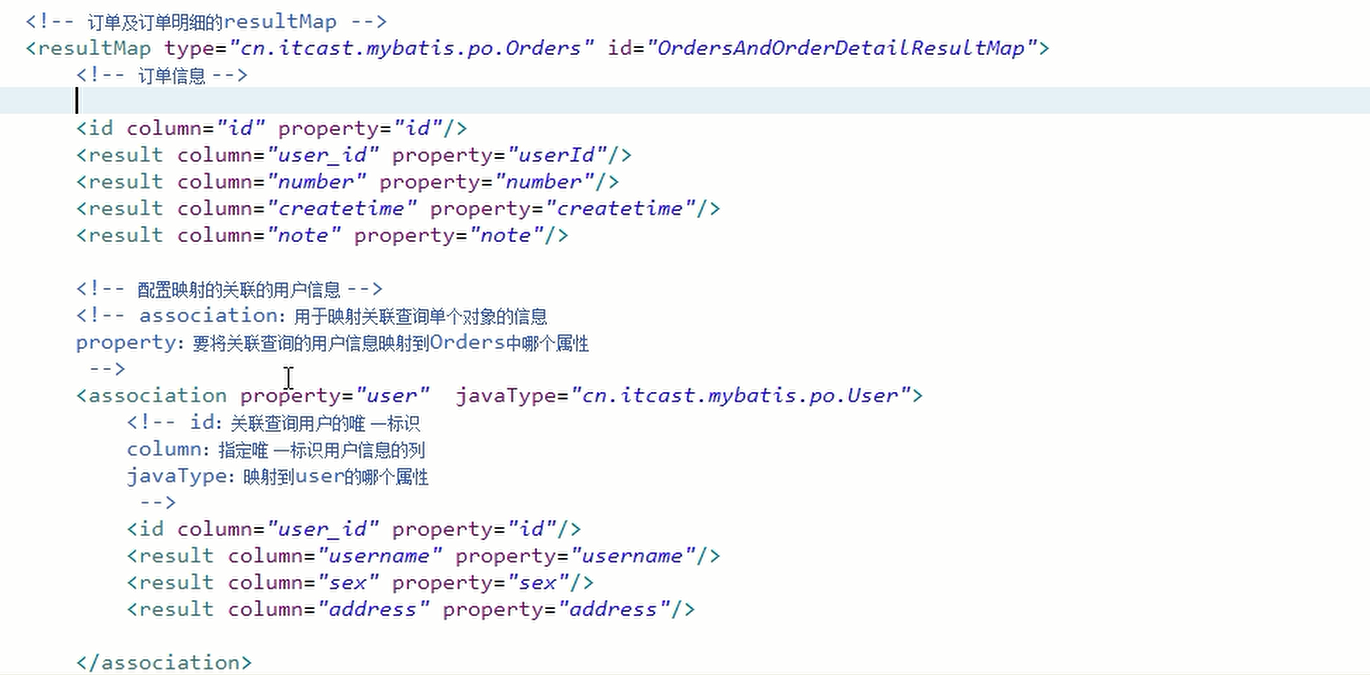 <!-- 订单及订单明细的resultMap -->
<resultMap type="cn.itcast.mybatis.po.Orders" id="OrdersAndOrderDetailResultMap">
<!-- 订单信息 -->
<id column="id" property="id"/>
<result column="user_id" property="userId"/>
<result column="number" property="number"/>
<result column="createtime" property="createtime"/>
<result column="note" property="note"/>
<!-- 配置映射的关联的用户信息 -->
<!-- association：用于映射关联查询单个对象的信息
property：要将关联查询的用户信息映射到Orders中哪个属性
-->
<association property="user"  javaType="cn.itcast.mybatis.po.User">
<!-- id：关联查询用户的唯 一标识
column：指定唯 一标识用户信息的列
javaType：映射到user的哪个属性
-->
<id column="user_id" property="id"/>
<result column="username" property="username"/>
<result column="sex" property="sex"/>
<result column="address" property="address"/>
</association>